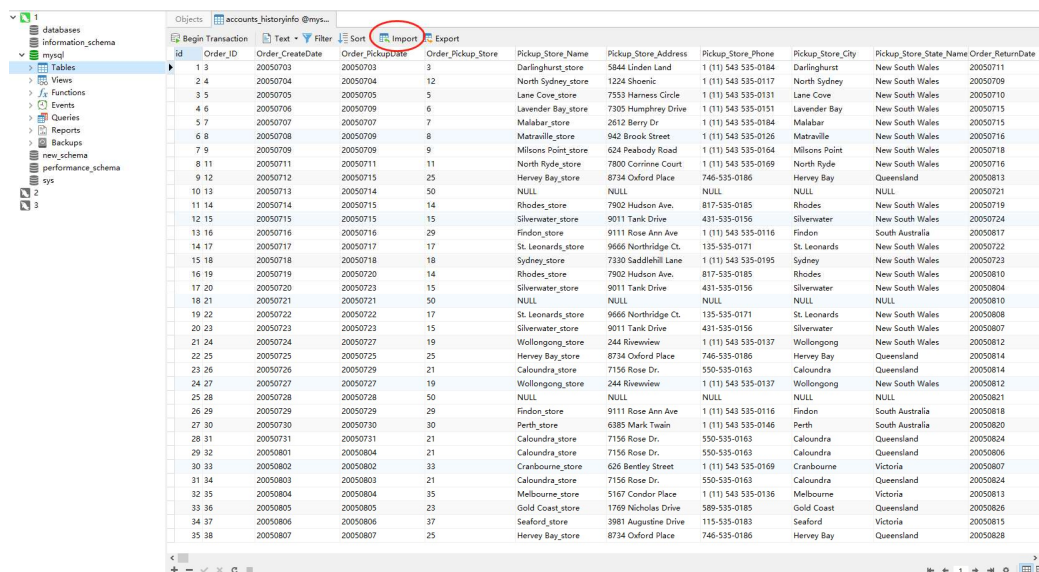 1
databases
information_schema
mysql
Tables
Views
Functions
Events
Queries
Reports
Backups
new_schema
performance_schema
sys
2
3
Objects accounts_historyinfo @mys...
Begin Transaction Text Filter Sort Import Export
id Order_ID Order_CreateDate Order_PickupDate Order_Pickup_Store Pickup_Store_Name Pickup_Store_Address Pickup_Store_Phone Pickup_Store_City Pickup_Store_State_Name Order_ReturnDate
1 3 20050703 20050703 3 Darlinghurst_store 5844 Linden Land 1 (11) 543 535-0184 Darlinghurst New South Wales 20050711
2 4 20050704 20050704 12 North Sydney_store 1224 Shoenic 1 (11) 543 535-0117 North Sydney New South Wales 20050709
3 5 20050705 20050705 5 Lane Cove_store 7553 Harness Circle 1 (11) 543 535-0131 Lane Cove New South Wales 20050710
4 6 20050706 20050709 6 Lavender Bay_store 7305 Humphrey Drive 1 (11) 543 535-0151 Lavender Bay New South Wales 20050715
5 7 20050707 20050707 7 Malabar_store 2612 Berry Dr 1 (11) 543 535-0184 Malabar New South Wales 20050715
6 8 20050708 20050709 8 Matraville_store 942 Brook Street 1 (11) 543 535-0126 Matraville New South Wales 20050716
7 9 20050709 20050709 9 Milsons Point_store 624 Peabody Road 1 (11) 543 535-0164 Milsons Point New South Wales 20050718
8 11 20050711 20050711 11 North Ryde_store 7800 Corrinne Court 1 (11) 543 535-0169 North Ryde New South Wales 20050716
9 12 20050712 20050715 25 Hervey Bay_store 8734 Oxford Place 746-535-0186 Hervey Bay Queensland 20050813
10 13 20050713 20050714 50 NULL NULL NULL NULL NULL 20050721
11 14 20050714 20050714 14 Rhodes_store 7902 Hudson Ave. 817-535-0185 Rhodes New South Wales 20050719
12 15 20050715 20050715 15 Silverwater_store 9011 Tank Drive 431-535-0156 Silverwater New South Wales 20050724
13 16 20050716 20050716 29 Findon_store 9111 Rose Ann Ave 1 (11) 543 535-0116 Findon South Australia 20050817
14 17 20050717 20050717 17 St. Leonards_store 9666 Northridge Ct. 135-535-0171 St. Leonards New South Wales 20050722
15 18 20050718 20050718 18 Sydney_store 7330 Saddlehill Lane 1 (11) 543 535-0195 Sydney New South Wales 20050723
16 19 20050719 20050720 14 Rhodes_store 7902 Hudson Ave. 817-535-0185 Rhodes New South Wales 20050810
17 20 20050720 20050723 15 Silverwater_store 9011 Tank Drive 431-535-0156 Silverwater New South Wales 20050804
18 21 20050721 20050721 50 NULL NULL NULL NULL NULL 20050810
19 22 20050722 20050722 17 St. Leonards_store 9666 Northridge Ct. 135-535-0171 St. Leonards New South Wales 20050808
20 23 20050723 20050723 15 Silverwater_store 9011 Tank Drive 431-535-0156 Silverwater New South Wales 20050807
21 24 20050724 20050727 19 Wollongong_store 244 Rivewview 1 (11) 543 535-0137 Wollongong New South Wales 20050812
22 25 20050725 20050725 25 Hervey Bay_store 8734 Oxford Place 746-535-0186 Hervey Bay Queensland 20050814
23 26 20050726 20050729 21 Caloundra_store 7156 Rose Dr. 550-535-0163 Caloundra Queensland 20050814
24 27 20050727 20050727 19 Wollongong_store 244 Rivewview 1 (11) 543 535-0137 Wollongong New South Wales 20050812
25 28 20050728 20050728 50 NULL NULL NULL NULL NULL 20050821
26 29 20050729 20050729 29 Findon_store 9111 Rose Ann Ave 1 (11) 543 535-0116 Findon South Australia 20050818
27 30 20050730 20050730 30 Perth_store 6385 Mark Twain 1 (11) 543 535-0146 Perth South Australia 20050820
28 31 20050731 20050731 21 Caloundra_store 7156 Rose Dr. 550-535-0163 Caloundra Queensland 20050824
29 32 20050801 20050804 21 Caloundra_store 7156 Rose Dr. 550-535-0163 Caloundra Queensland 20050806
30 33 20050802 20050802 33 Cranbourne_store 626 Bentley Street 1 (11) 543 535-0169 Cranbourne Victoria 20050807
31 34 20050803 20050803 21 Caloundra_store 7156 Rose Dr. 550-535-0163 Caloundra Queensland 20050824
32 35 20050804 20050804 35 Melbourne_store 5167 Condor Place 1 (11) 543 535-0136 Melbourne Victoria 20050813
33 36 20050805 20050805 23 Gold Coast_store 1769 Nicholas Drive 589-535-0185 Gold Coast Queensland 20050826
34 37 20050806 20050806 37 Seaford_store 3981 Augustine Drive 115-535-0183 Seaford Victoria 20050815
35 38 20050807 20050807 25 Hervey Bay_store 8734 Oxford Place 746-535-0186 Hervey Bay Queensland 20050828
1